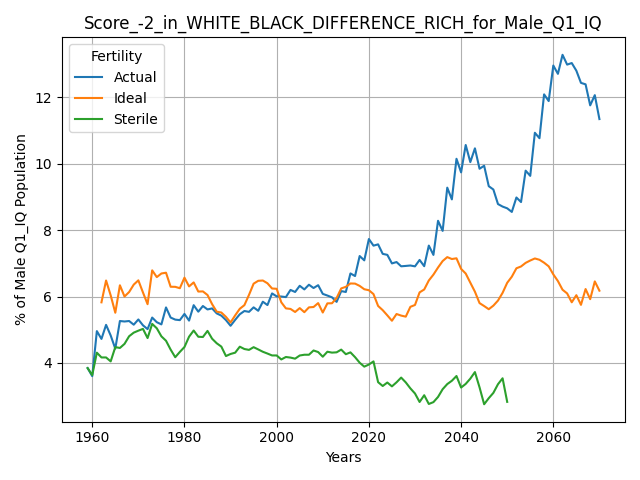 Score_-2_in_WHITE_BLACK_DIFFERENCE_RICH_for_Male_Q1_IQ
Fertility
Actual
Ideal
Sterile
% of Male Q1_IQ Population
12
10
8
6
4
1960 1980 2000 2020 2040 2060
Years